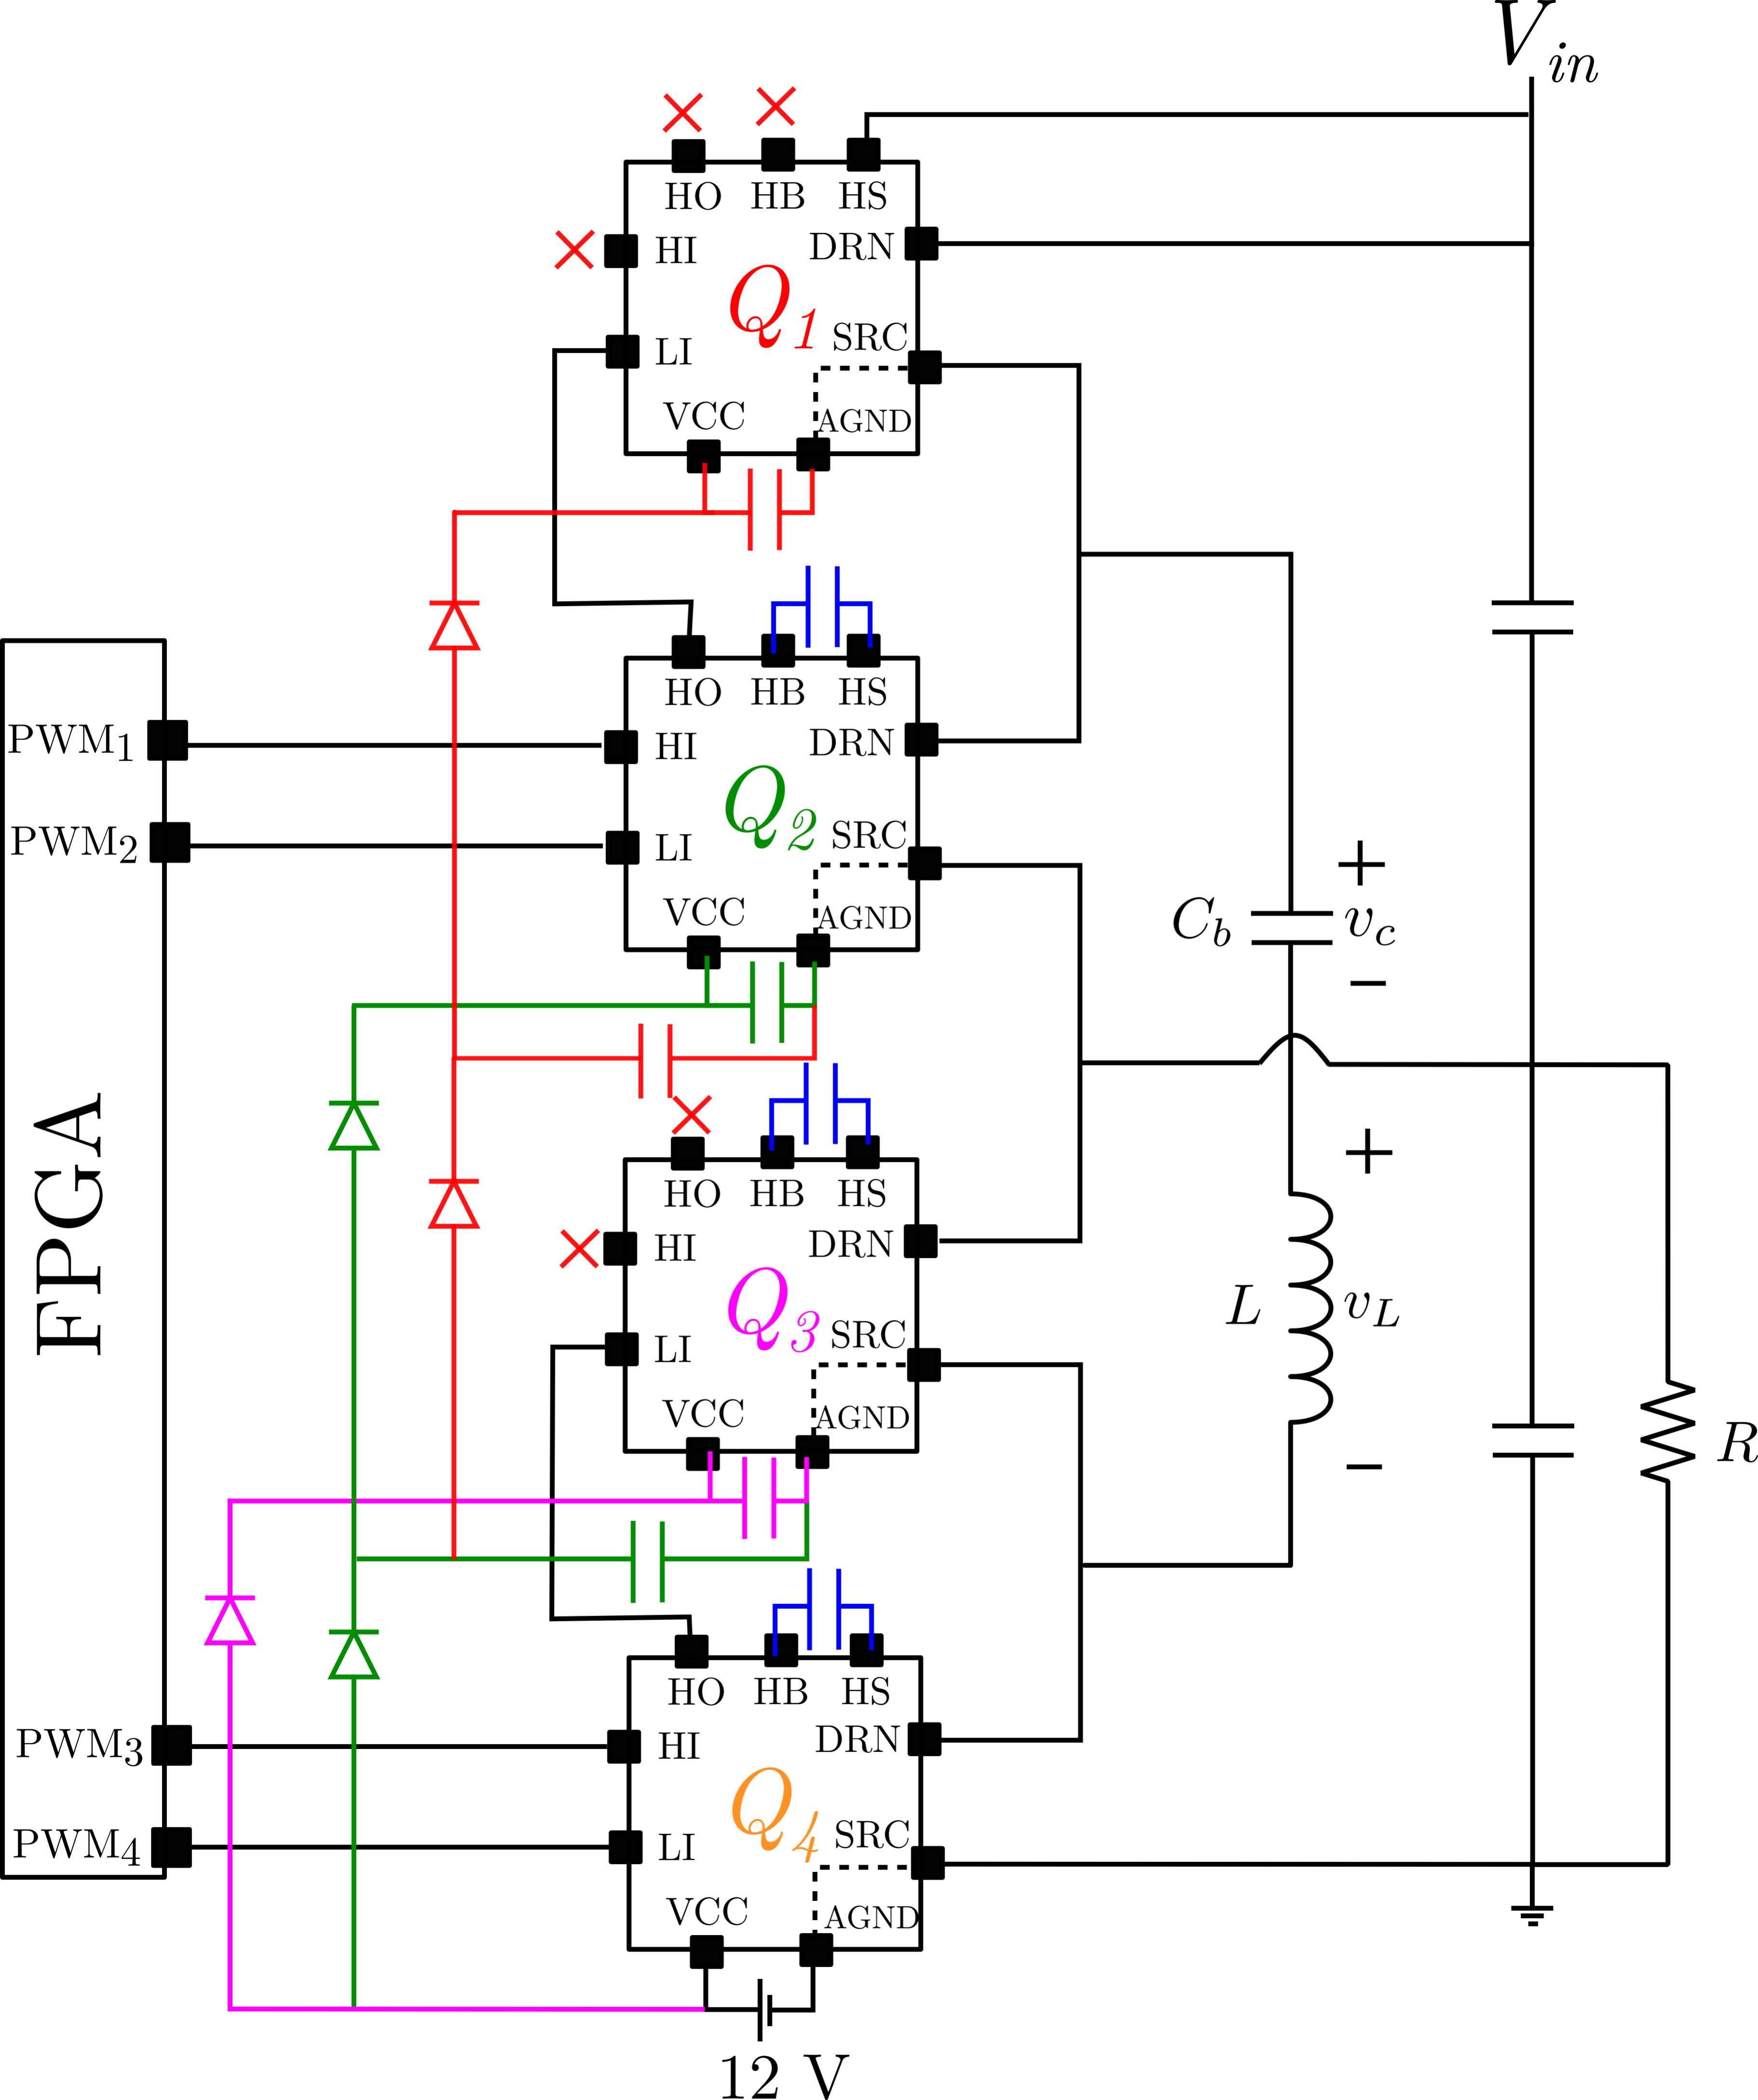 V_in
HO HB HS
HI DRN
Q_1
SRC
LI
VCC AGND
HO HB HS
PWM_1 HI DRN
Q_2
SRC
PWM_2 LI
VCC AGND
+
C_b v_c
−
+
HO HB HS
HI DRN
Q_3
L v_L
SRC
LI
VCC AGND
R
−
FPGA
HO HB HS
PWM_3 HI DRN
Q_4
SRC
PWM_4 LI
VCC AGND
12 V